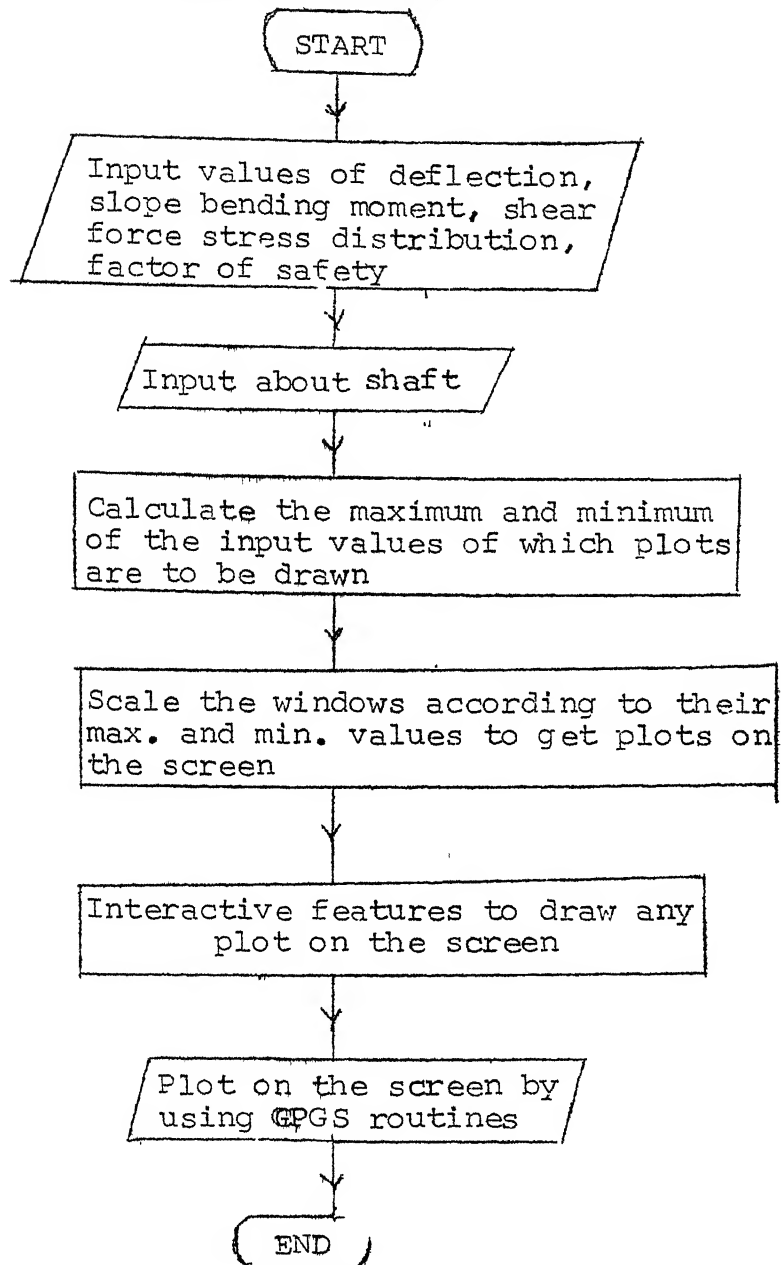 START
Input values of deflection,
slope bending moment, shear
force stress distribution,
factor of safety
Input about shaft
Calculate the maximum and minimum
of the input values of which plots
are to be drawn
Scale the windows according to their
max. and min. values to get plots on
the screen
Interactive features to draw any
plot on the screen
Plot on the screen by
using GPGS routines
END